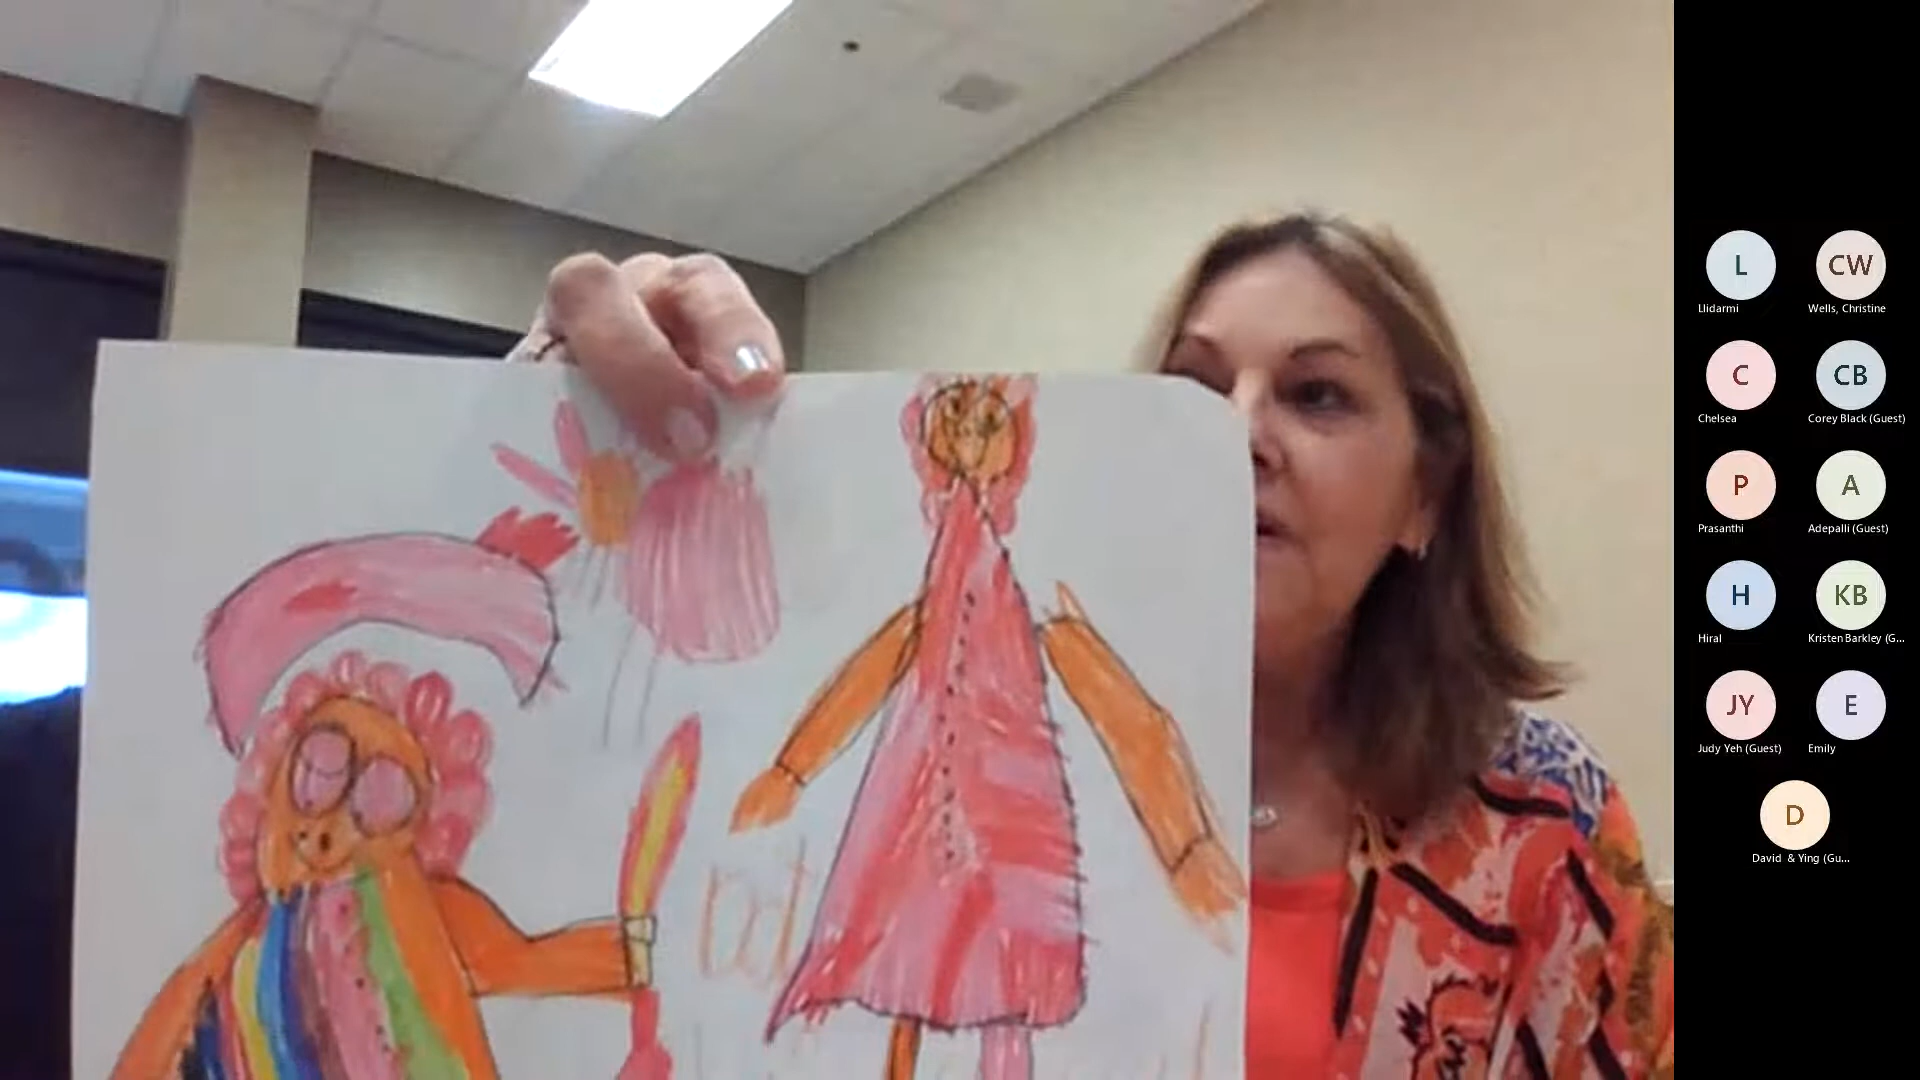 L CW
Llidarmi Wells, Christine
C CB
Chelsea Corey Black (Guest)
P A
Prasanthi Adepalli (Guest)
H KB
Hiral Kristen Barkley (G...
JY E
Judy Yeh (Guest) Emily
D
David & Ying (Gu...